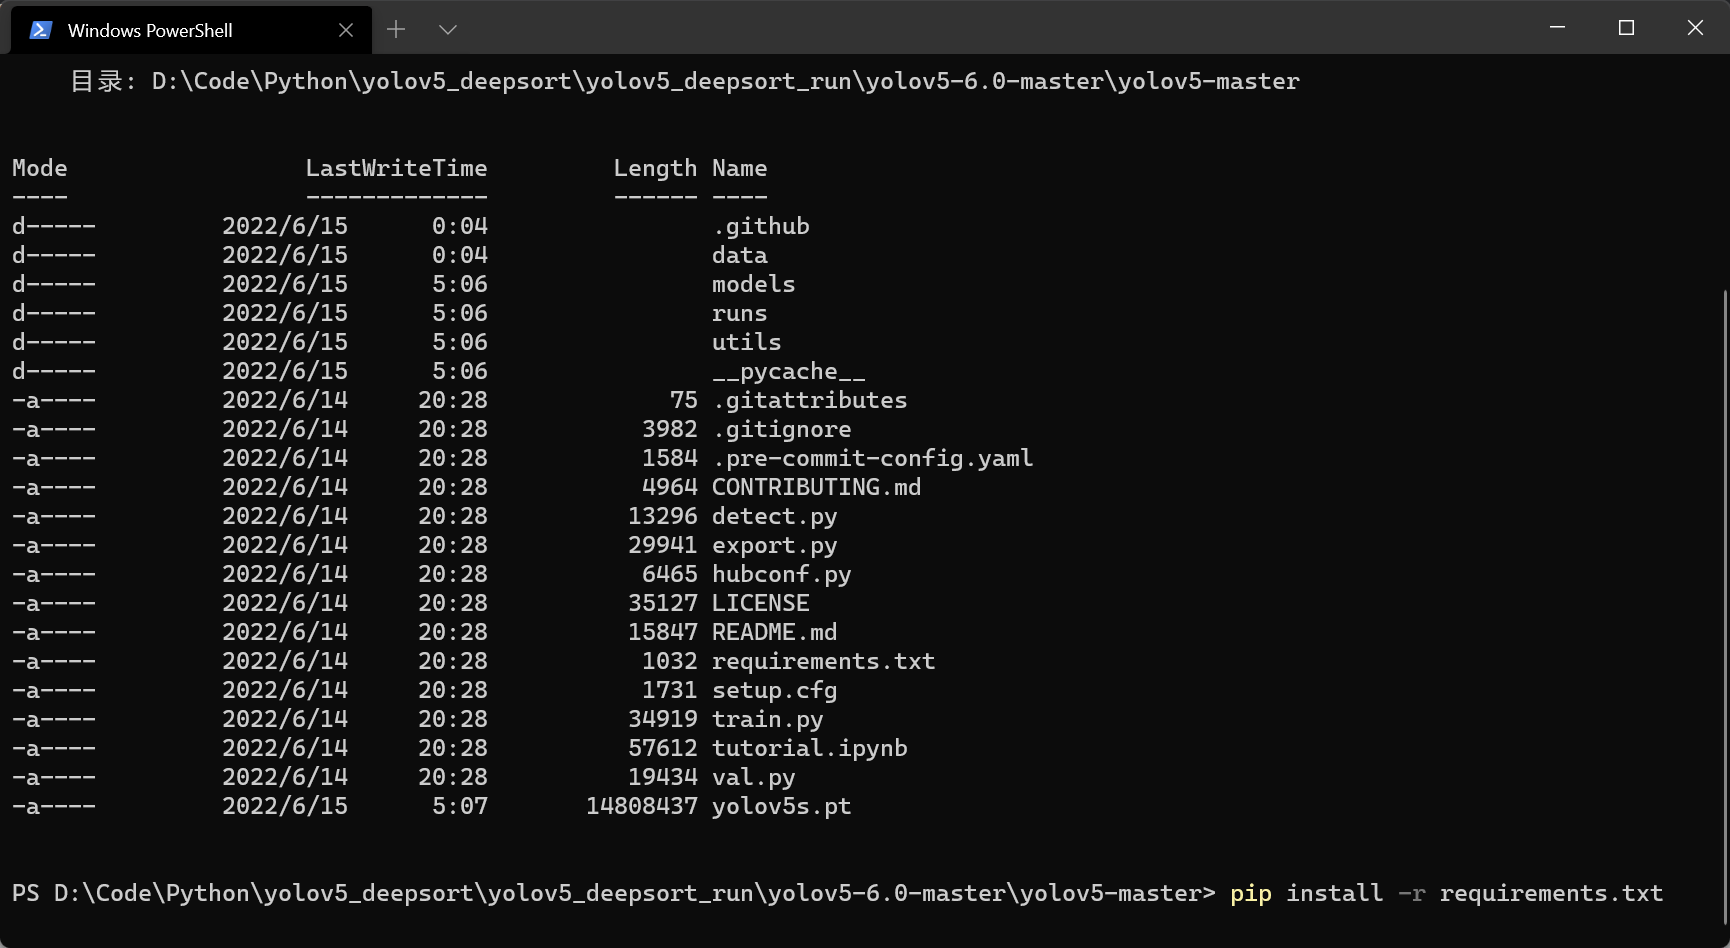 Windows PowerShell
目录: D:\Code\Python\yolov5_deepsort\yolov5_deepsort_run\yolov5-6.0-master\yolov5-master
Mode LastWriteTime Length Name
---- ------------- ------ ----
d----- 2022/6/15 0:04 .github
d----- 2022/6/15 0:04 data
d----- 2022/6/15 5:06 models
d----- 2022/6/15 5:06 runs
d----- 2022/6/15 5:06 utils
d----- 2022/6/15 5:06 __pycache__
-a---- 2022/6/14 20:28 75 .gitattributes
-a---- 2022/6/14 20:28 3982 .gitignore
-a---- 2022/6/14 20:28 1584 .pre-commit-config.yaml
-a---- 2022/6/14 20:28 4964 CONTRIBUTING.md
-a---- 2022/6/14 20:28 13296 detect.py
-a---- 2022/6/14 20:28 29941 export.py
-a---- 2022/6/14 20:28 6465 hubconf.py
-a---- 2022/6/14 20:28 35127 LICENSE
-a---- 2022/6/14 20:28 15847 README.md
-a---- 2022/6/14 20:28 1032 requirements.txt
-a---- 2022/6/14 20:28 1731 setup.cfg
-a---- 2022/6/14 20:28 34919 train.py
-a---- 2022/6/14 20:28 57612 tutorial.ipynb
-a---- 2022/6/14 20:28 19434 val.py
-a---- 2022/6/15 5:07 14808437 yolov5s.pt
PS D:\Code\Python\yolov5_deepsort\yolov5_deepsort_run\yolov5-6.0-master\yolov5-master> pip install -r requirements.txt